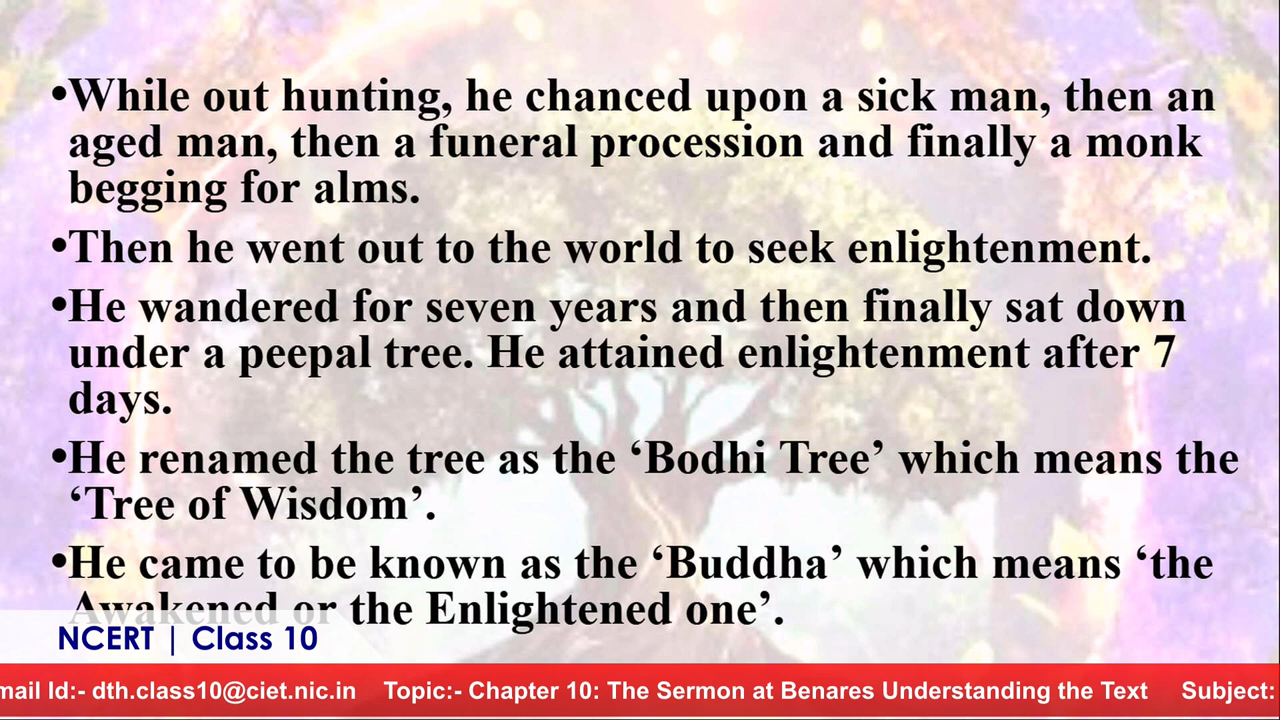 •While out hunting, he chanced upon a sick man, then an
aged man, then a funeral procession and finally a monk
begging for alms.
•Then he went out to the world to seek enlightenment.
•He wandered for seven years and then finally sat down
under a peepal tree. He attained enlightenment after 7
days.
•He renamed the tree as the ‘Bodhi Tree’ which means the
‘Tree of Wisdom’.
•He came to be known as the ‘Buddha’ which means ‘the
Awakened or the Enlightened one’.
NCERT | Class 10
mail Id:- dth.class10@ciet.nic.in Topic:- Chapter 10: The Sermon at Benares Understanding the Text Subject: